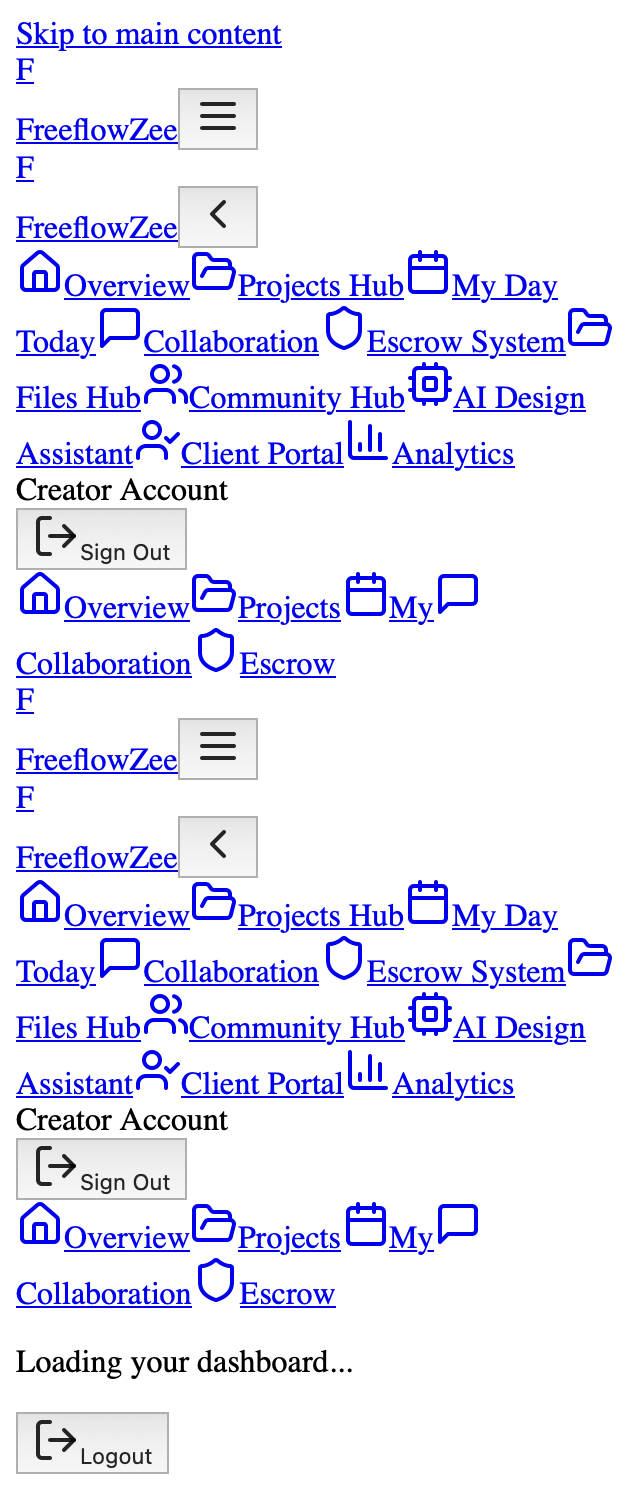 Skip to main content
F
FreeflowZee
F
FreeflowZee
Overview Projects Hub My Day
Today Collaboration Escrow System
Files Hub Community Hub AI Design
Assistant Client Portal Analytics
Creator Account
Sign Out
Overview Projects My
Collaboration Escrow
F
FreeflowZee
F
FreeflowZee
Overview Projects Hub My Day
Today Collaboration Escrow System
Files Hub Community Hub AI Design
Assistant Client Portal Analytics
Creator Account
Sign Out
Overview Projects My
Collaboration Escrow
Loading your dashboard...
Logout